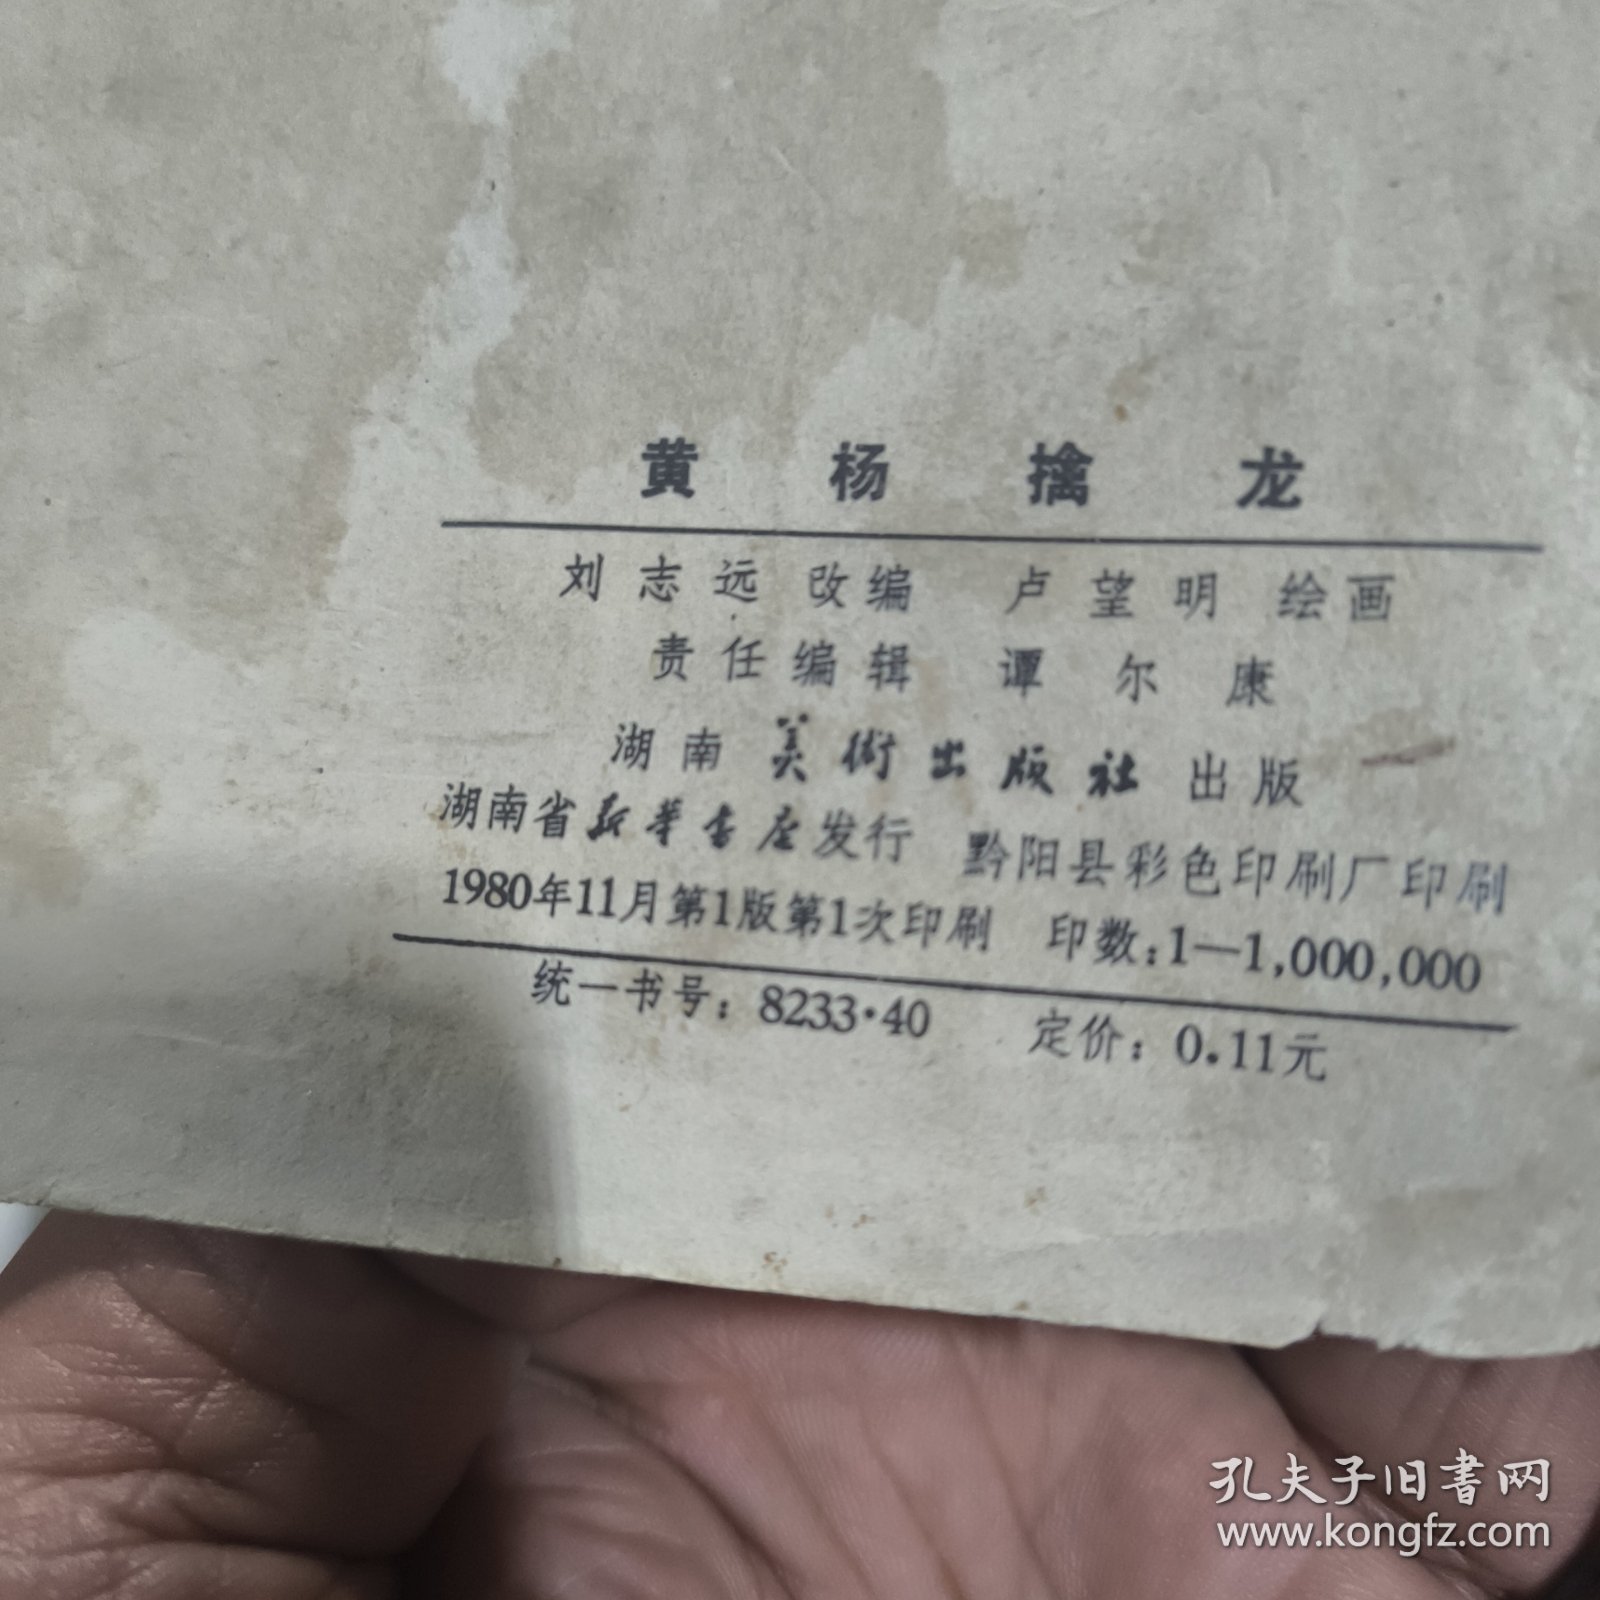 黄杨擒龙
刘志远 改编 卢望明 绘画
责任编辑 谭尔康
湖南美術出版社出版
湖南省新华书店发行 黔阳县彩色印刷厂印刷
1980年11月第1版第1次印刷 印数：1—1,000,000
统一书号：8233·40 定价：0.11元
孔夫子旧书网
www.kongfz.com